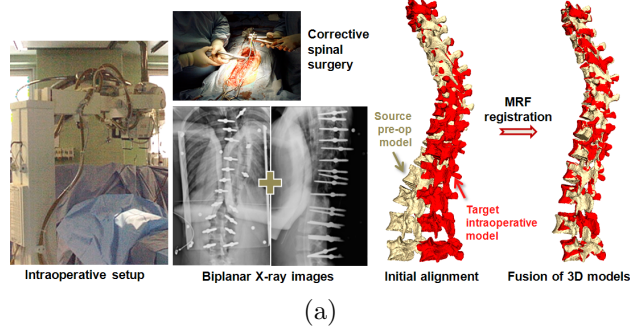 Corrective
spinal
surgery
Source
pre-op
model
MRF
registration
Target
intraoperative
model
Intraoperative setup
Biplanar X-ray images
Initial alignment
Fusion of 3D models
(a)